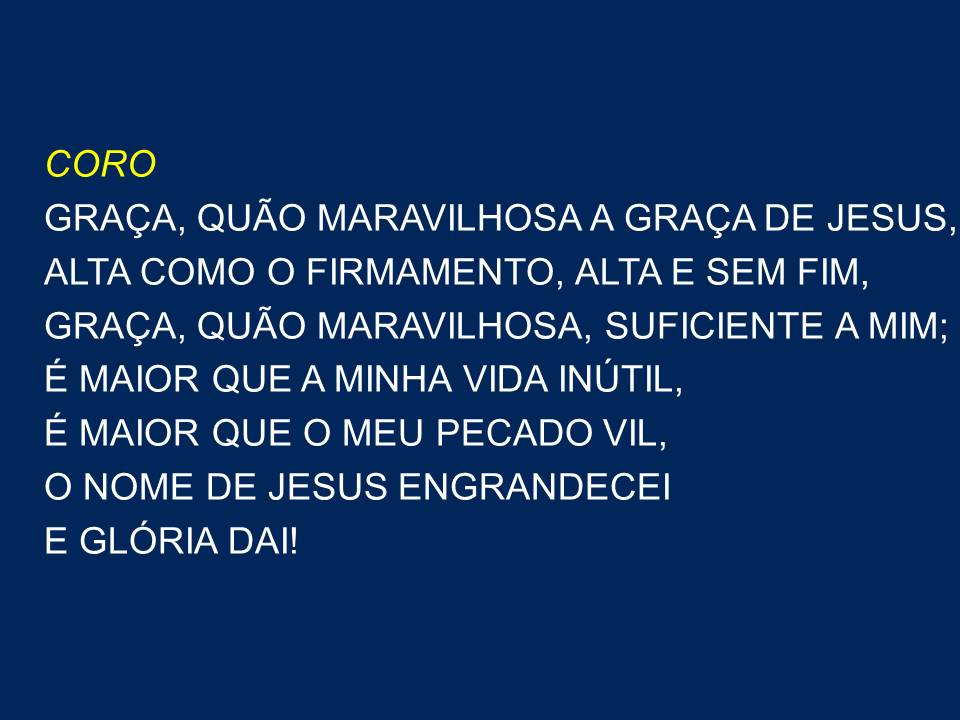 CORO
GRAÇA, QUÃO MARAVILHOSA A GRAÇA DE JESUS,
ALTA COMO O FIRMAMENTO, ALTA E SEM FIM,
GRAÇA, QUÃO MARAVILHOSA, SUFICIENTE A MIM;
É MAIOR QUE A MINHA VIDA INÚTIL,
É MAIOR QUE O MEU PECADO VIL,
O NOME DE JESUS ENGRANDECEI
E GLÓRIA DAI!